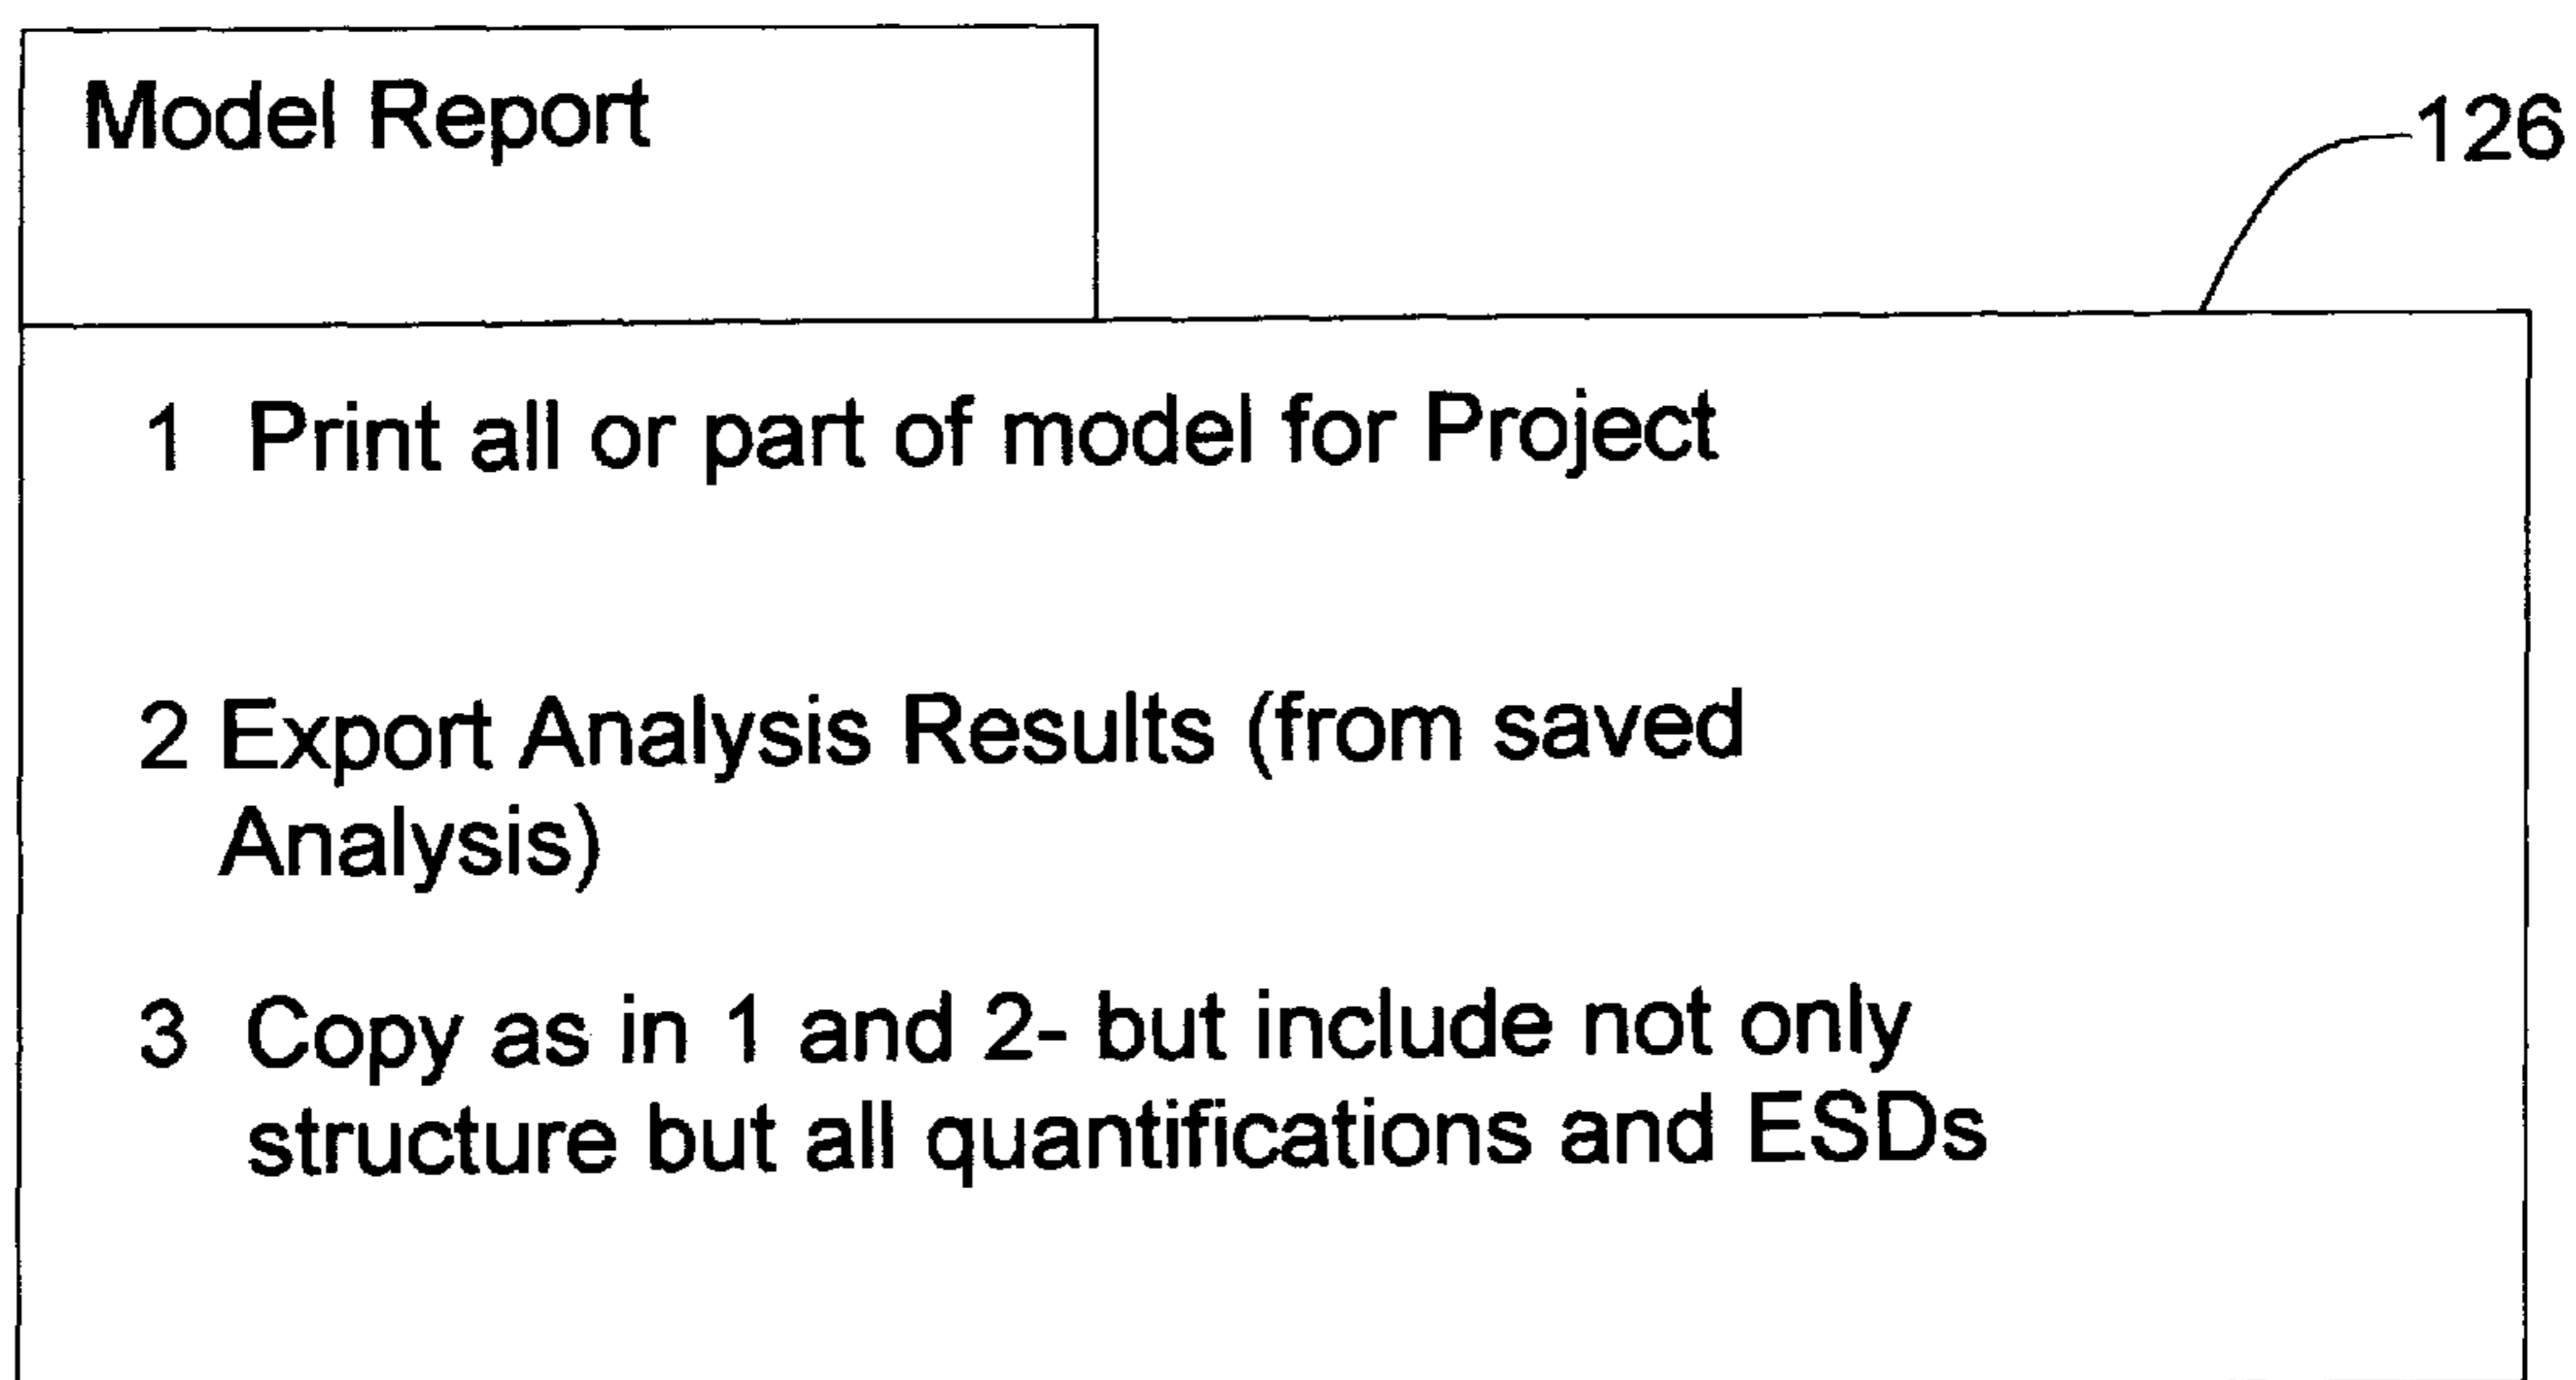 Model Report
126
1 Print all or part of model for Project
2 Export Analysis Results (from saved
Analysis)
3 Copy as in 1 and 2- but include not only
structure but all quantifications and ESDs